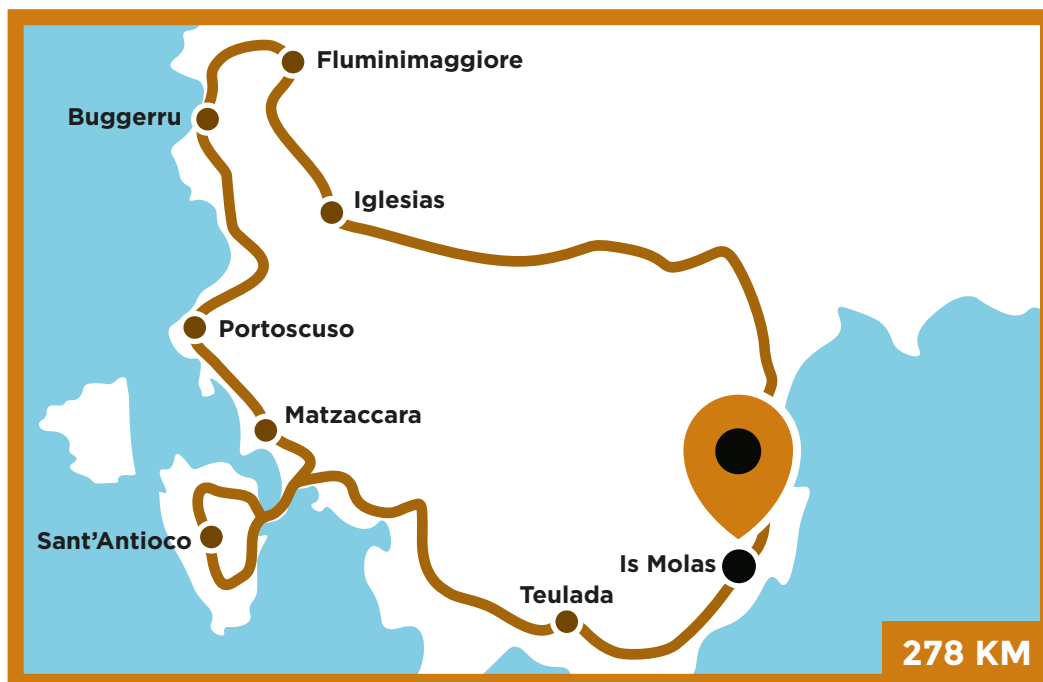 Fluminimaggiore
Buggerru
Iglesias
Portoscuso
Matzaccara
Sant'Antioco
Is Molas
Teulada
278 KM